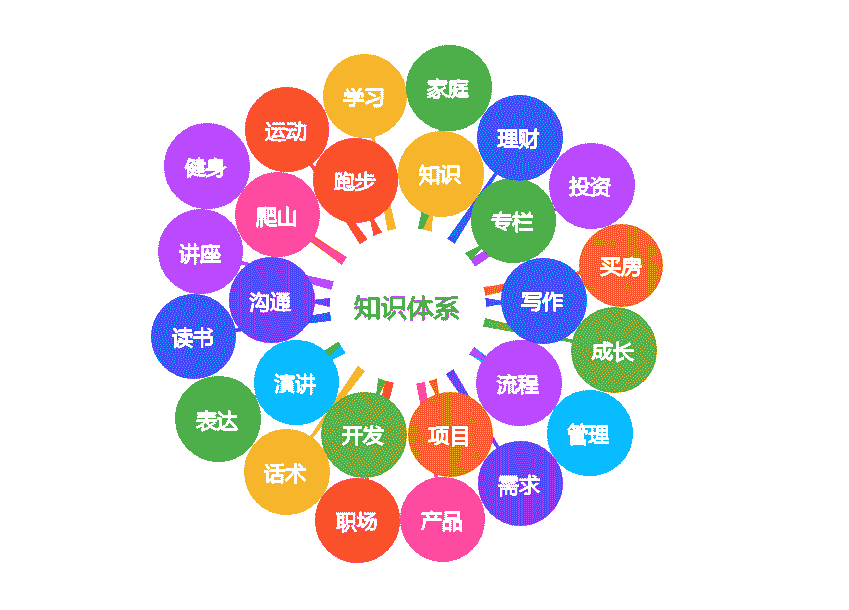 家庭
学习
理财
运动
健身
知识
跑步
投资
爬山
专栏
讲座
买房
沟通
写作
知识体系
读书
成长
演讲
流程
表达
开发
项目
管理
话术
需求
职场
产品